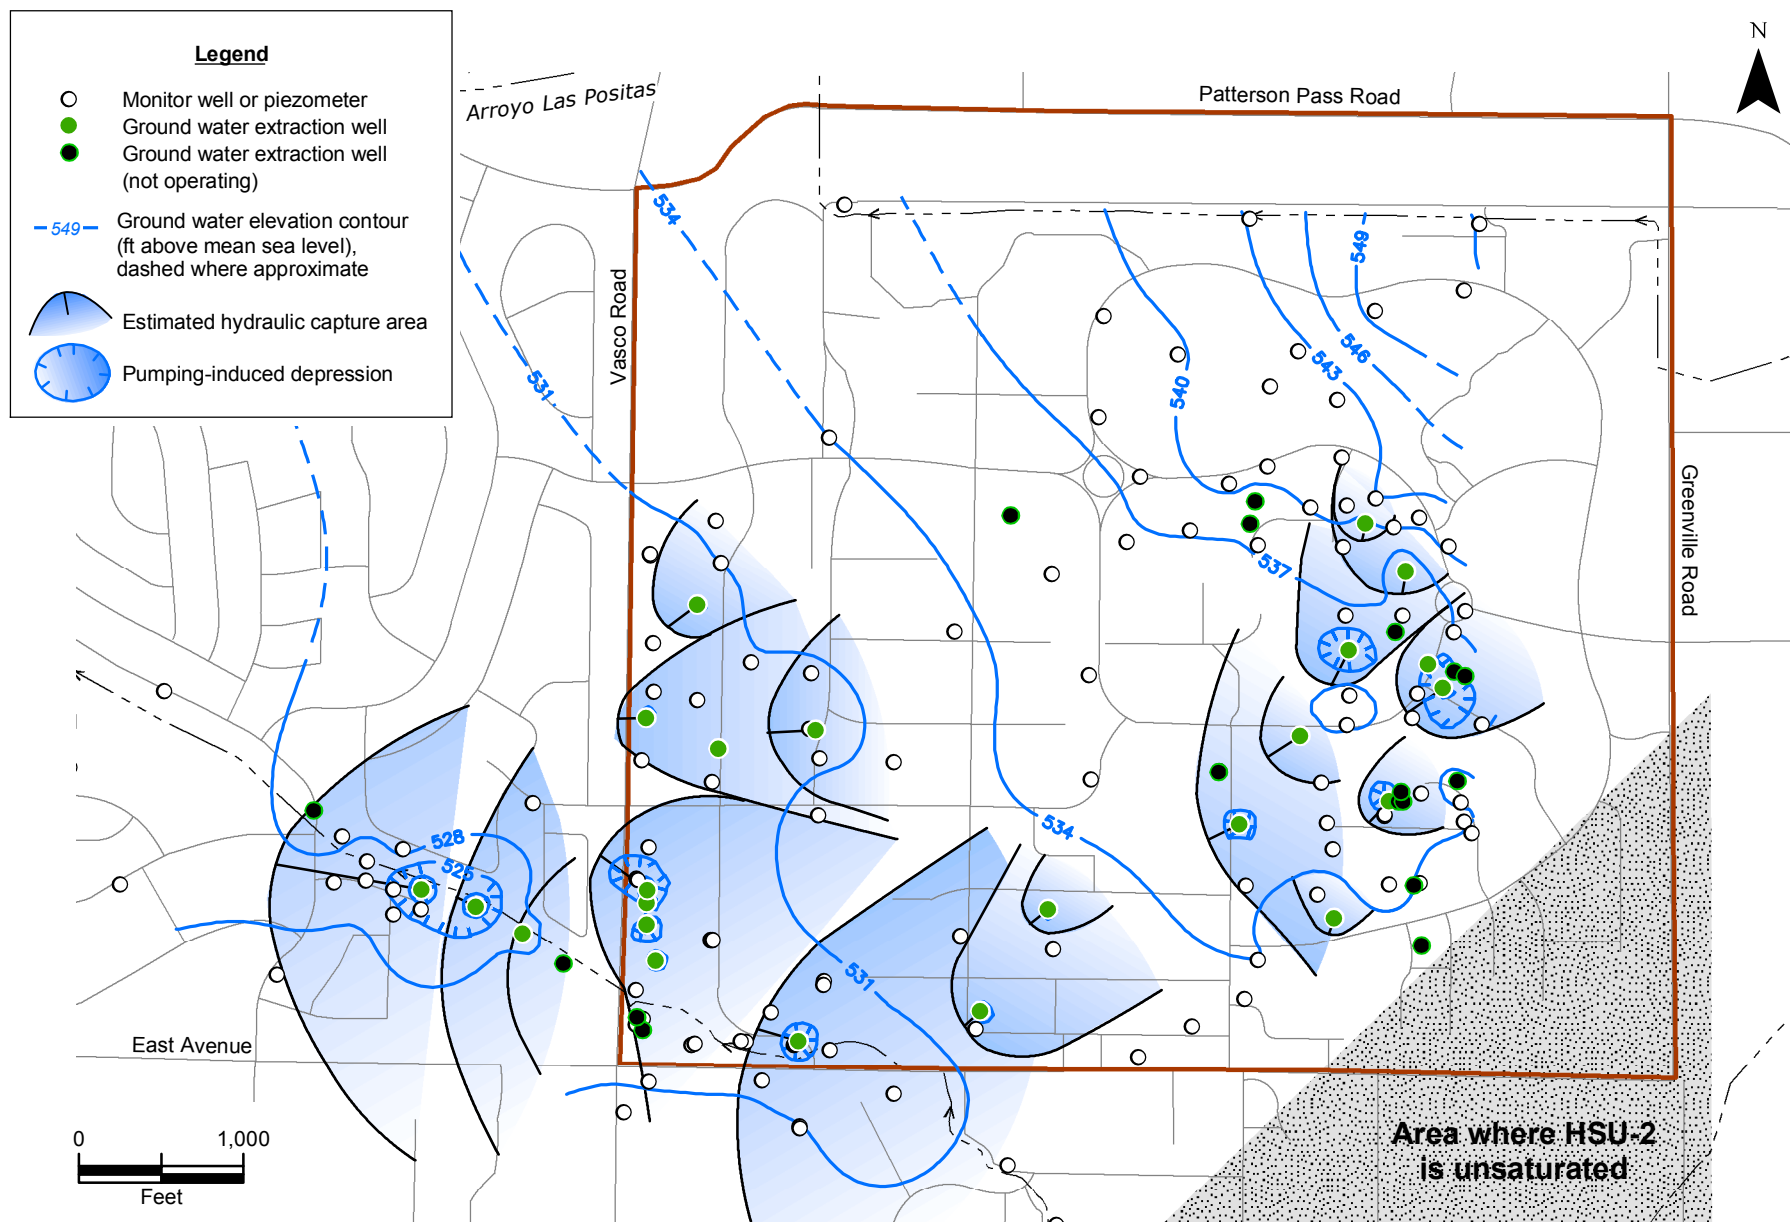 Legend
Monitor well or piezometer
Ground water extraction well
Ground water extraction well
(not operating)
549
Ground water elevation contour
(ft above mean sea level),
dashed where approximate
Estimated hydraulic capture area
Pumping-induced depression
N
Arroyo Las Positas
Patterson Pass Road
Vasco Road
Greenville Road
534
549
546
543
540
531
537
534
528
525
531
East Avenue
0 1,000
Feet
Area where HSU-2
is unsaturated